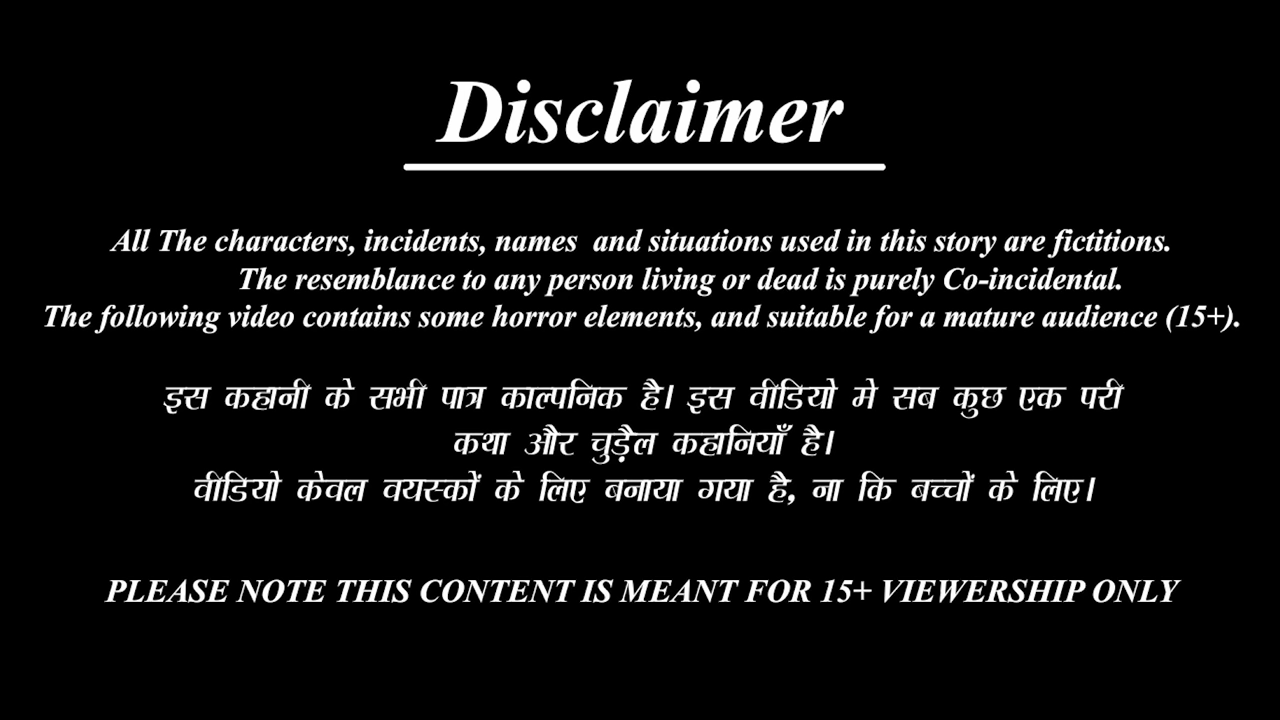 Disclaimer
All The characters, incidents, names and situations used in this story are fictitions.
The resemblance to any person living or dead is purely Co-incidental.
The following video contains some horror elements, and suitable for a mature audience (15+).
इस कहानी के सभी पात्र काल्पनिक है। इस वीडियो मे सब कुछ एक परी
कथा और चुड़ैल कहानियाँ है।
वीडियो केवल वयस्कों के लिए बनाया गया है, ना कि बच्चों के लिए।
PLEASE NOTE THIS CONTENT IS MEANT FOR 15+ VIEWERSHIP ONLY